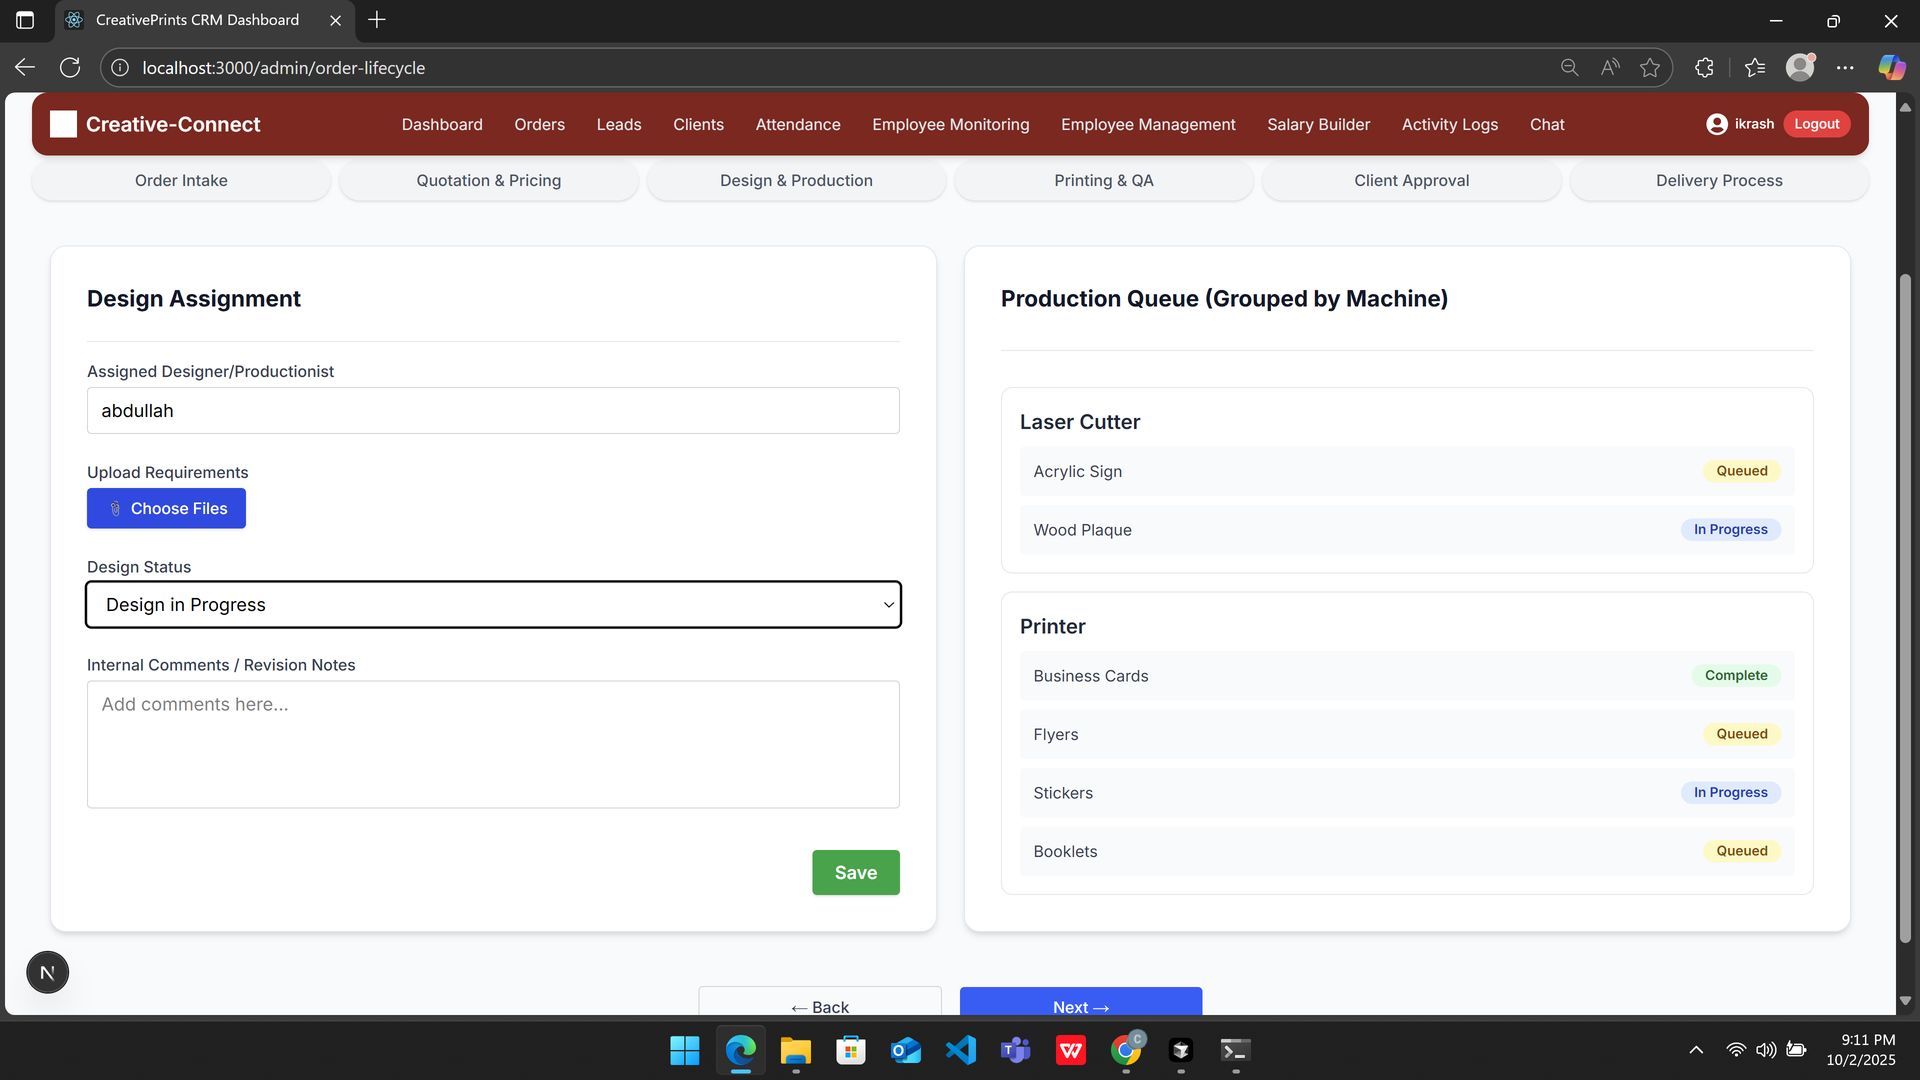 CreativePrints CRM Dashboard
localhost:3000/admin/order-lifecycle
Creative-Connect
Dashboard
Orders
Leads
Clients
Attendance
Employee Monitoring
Employee Management
Salary Builder
Activity Logs
Chat
ikrash
Logout
Order Intake
Quotation & Pricing
Design & Production
Printing & QA
Client Approval
Delivery Process
Design Assignment
Assigned Designer/Productionist
abdullah
Upload Requirements
Choose Files
Design Status
Design in Progress
Internal Comments / Revision Notes
Add comments here...
Save
Production Queue (Grouped by Machine)
Laser Cutter
Acrylic Sign
Queued
Wood Plaque
In Progress
Printer
Business Cards
Complete
Flyers
Queued
Stickers
In Progress
Booklets
Queued
N
← Back
Next →
9:11 PM
10/2/2025